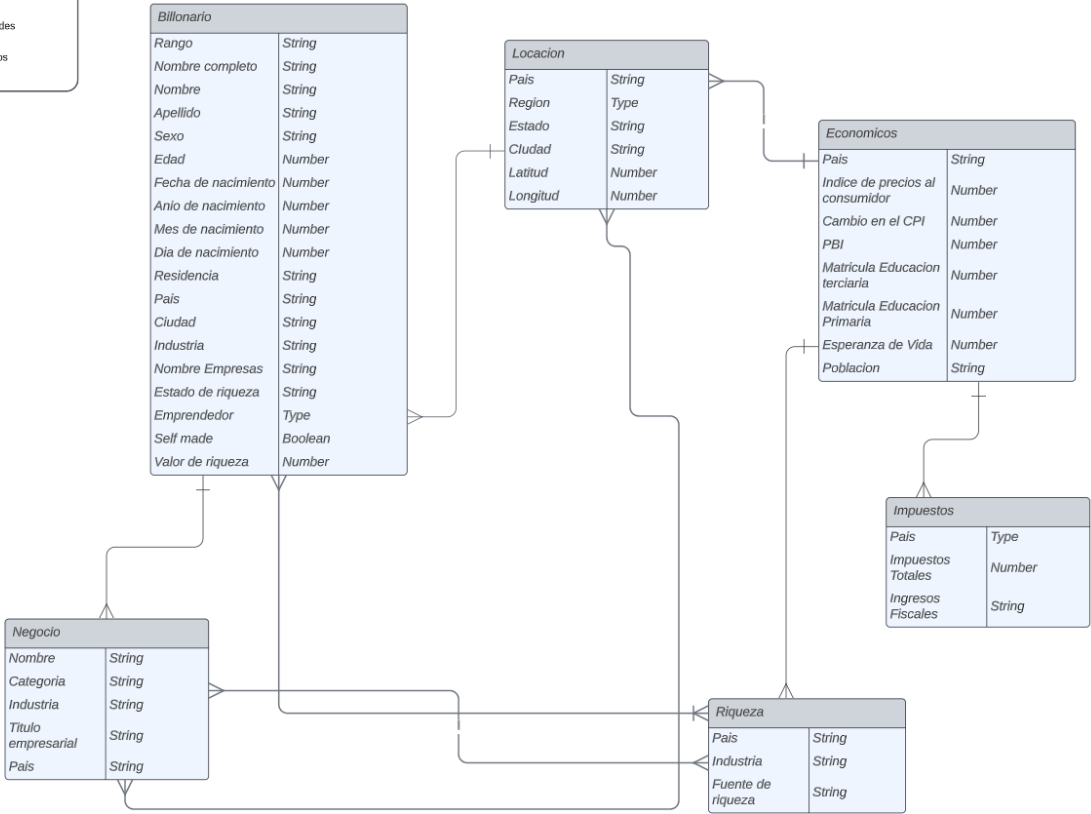 des
os
Billonario
Rango String
Nombre completo String
Nombre String
Apellido String
Sexo String
Edad Number
Fecha de nacimiento Number
Anio de nacimiento Number
Mes de nacimiento Number
Dia de nacimiento Number
Residencia String
Pais String
Ciudad String
Industria String
Nombre Empresas String
Estado de riqueza String
Emprendedor Type
Self made Boolean
Valor de riqueza Number
Locacion
Pais String
Region Type
Estado String
CIudad String
Latitud Number
Longitud Number
Economicos
Pais String
Indice de precios al
consumidor Number
Cambio en el CPI Number
PBI Number
Matricula Educacion
terciaria Number
Matricula Educacion
Primaria Number
Esperanza de Vida Number
Poblacion String
Impuestos
Pais Type
Impuestos
Totales Number
Ingresos
Fiscales String
Negocio
Nombre String
Categoria String
Industria String
Titulo
empresarial String
Pais String
Riqueza
Pais String
Industria String
Fuente de
riqueza String